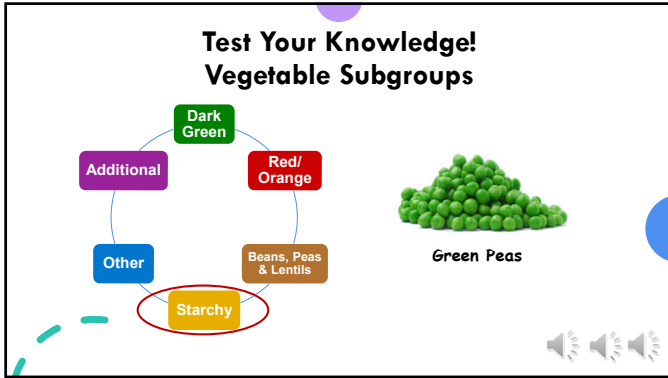 Test Your Knowledge!
Vegetable Subgroups
Dark
Green
Additional
Red/
Orange
Other
Beans, Peas
& Lentils
Starchy
Green Peas